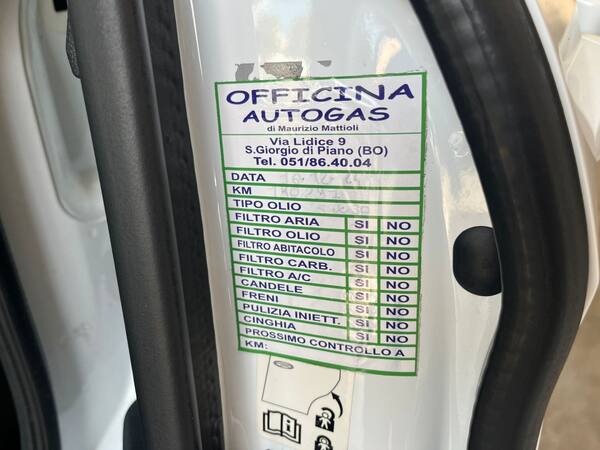 OFFICINA
AUTOGAS
di Maurizio Mattioli
Via Lidice 9
S.Giorgio di Piano (BO)
Tel. 051/86.40.04
DATA
KM
TIPO OLIO
FILTRO ARIA SI NO
FILTRO OLIO SI NO
FILTRO ABITACOLO SI NO
FILTRO CARB. SI NO
FILTRO A/C SI NO
CANDELE SI NO
FRENI SI NO
PULIZIA INIETT. SI NO
CINGHIA SI NO
PROSSIMO CONTROLLO A
KM: